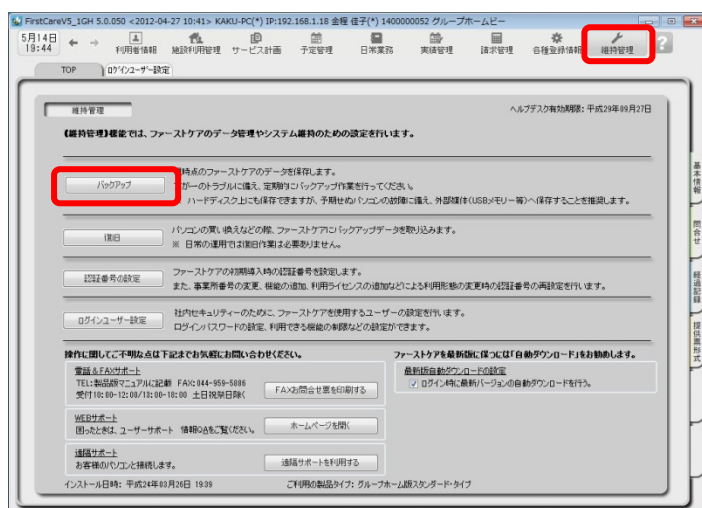 FirstCareV5_1GH 5.0.050 <2012-04-27 10:41> KAKU-PC(*) IP:192.168.1.18 金程 佳子(*) 1400000052 グループホームビー
5月14日
19:44
利用者情報 施設利用管理 サービス計画 予定管理 日常業務 実績管理 請求管理 各種登録情報 維持管理
TOP ログインユーザー設定
維持管理 ヘルプデスク有効期限: 平成29年09月27日
《維持管理》機能では、ファーストケアのデータ管理やシステム維持のための設定を行います。
時点のファーストケアのデータを保存します。
バックアップ
が一のトラブルに備え、定期的にバックアップ作業を行ってください。
ハードディスク上にも保存できますが、予期せぬパソコンの故障に備え、外部媒体(USBメモリー等)へ保存することを推奨します。
復旧
パソコンの買い換えなどの際、ファーストケアにバックアップデータを取り込みます。
※ 日常の運用では復旧作業は必要ありません。
認証番号の設定
ファーストケアの初期導入時の認証番号を設定します。
また、事業所番号の変更、機能の追加、利用ライセンスの追加などによる利用形態の変更時の認証番号の再設定を行います。
ログインユーザー設定
社内セキュリティーのために、ファーストケアを使用するユーザーの設定を行います。
ログインパスワードの設定、利用できる機能の制限などの設定ができます。
操作に関してご不明な点は下記までお気軽にお問い合わせください。
電話&FAXサポート
TEL:製品版マニュアルに記載 FAX:044-959-5086
受付10:00-12:00/13:00-18:00 土日祝祭日除く
FAXお問合せ票を印刷する
WEBサポート
困ったときは、ユーザーサポート 情報QAをご覧ください。
ホームページを開く
遠隔サポート
お客様のパソコンと接続します。
遠隔サポートを利用する
ファーストケアを最新版に保つには「自動ダウンロード」をお勧めします。
最新版自動ダウンロードの設定
ログイン時に最新バージョンの自動ダウンロードを行う。
インストール日時: 平成24年03月26日 19:39 ご利用の製品タイプ: グループホーム版スタンダード・タイプ
基本情報
問合せ
経過記録
提供票形式